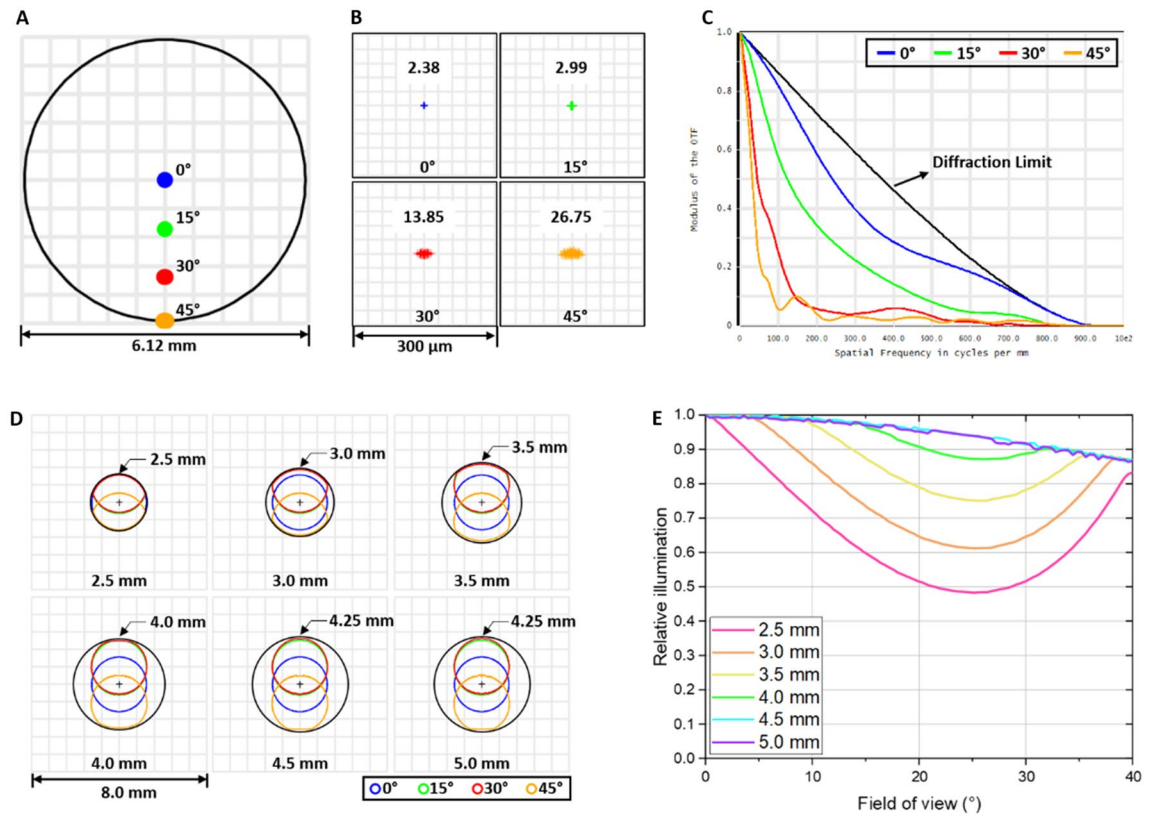 A
0°
15°
30°
45°
6.12 mm
B
2.38
2.99
0°
15°
13.85
26.75
30°
45°
300 µm
C
0° 15° 30° 45°
Diffraction Limit
Modulus of the OTF
1.0
0.8
0.6
0.4
0.2
0
0 100.0 200.0 300.0 400.0 500.0 600.0 700.0 800.0 900.0 10e2
Spatial Frequency in cycles per mm
D
2.5 mm
3.0 mm
3.5 mm
2.5 mm
3.0 mm
3.5 mm
4.0 mm
4.25 mm
4.25 mm
4.0 mm
4.5 mm
5.0 mm
8.0 mm
0° 15° 30° 45°
E
Relative illumination
1.0
0.9
0.8
0.7
0.6
0.5
0.4
0.3
0.2
0.1
0.0
2.5 mm
3.0 mm
3.5 mm
4.0 mm
4.5 mm
5.0 mm
0 10 20 30 40
Field of view (°)